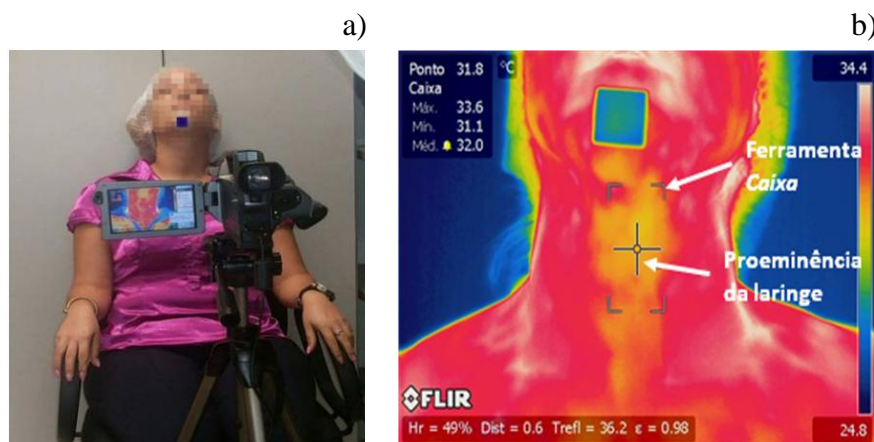 a)
b)
Ponto 31.8 °C
Caixa
Máx. 33.6
Mín. 31.1
Méd. 32.0
34.4
Ferramenta
Caixa
Proeminência
da laringe
FLIR
Hr = 49% Dist = 0.6 Trefl = 36.2 ε = 0.98
24.8